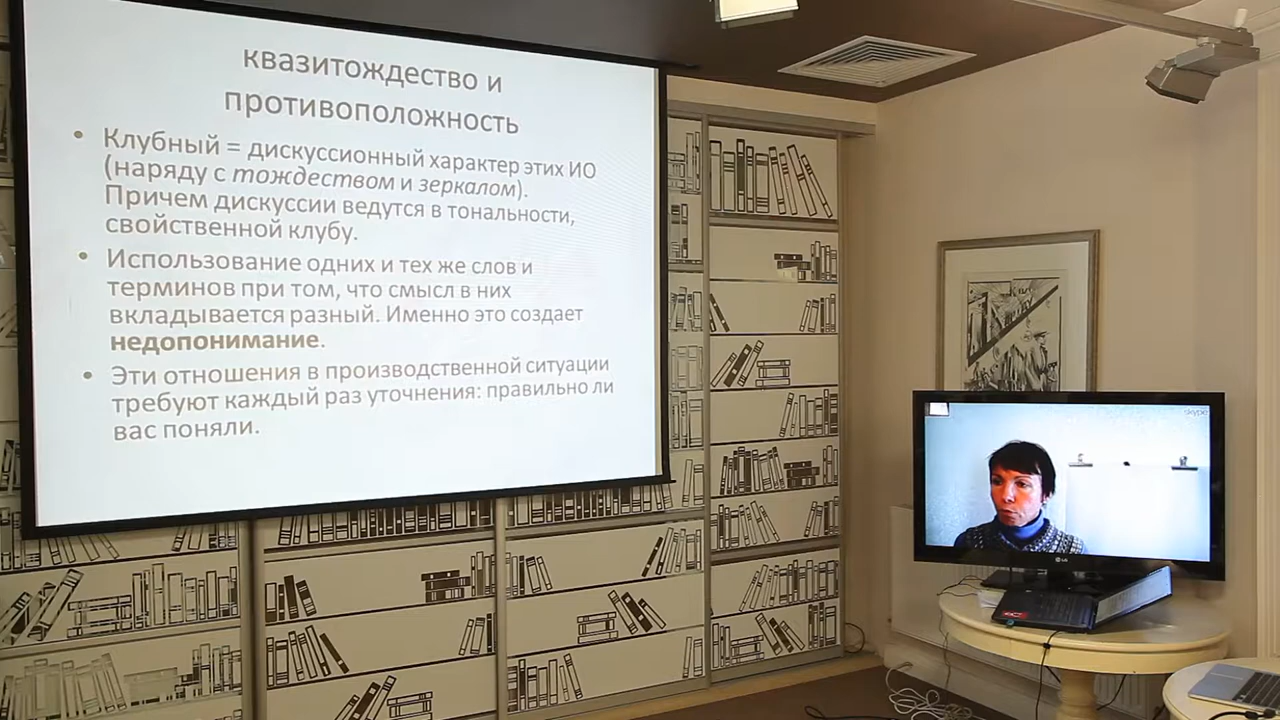 квазитождество и
противоположность
• Клубный = дискуссионный характер этих ИО
(наряду с тождеством и зеркалом).
Причем дискуссии ведутся в тональности,
свойственной клубу.
• Использование одних и тех же слов и
терминов при том, что смысл в них
вкладывается разный. Именно это создает
недопонимание.
• Эти отношения в производственной ситуации
требуют каждый раз уточнения: правильно ли
вас поняли.
skype
LG